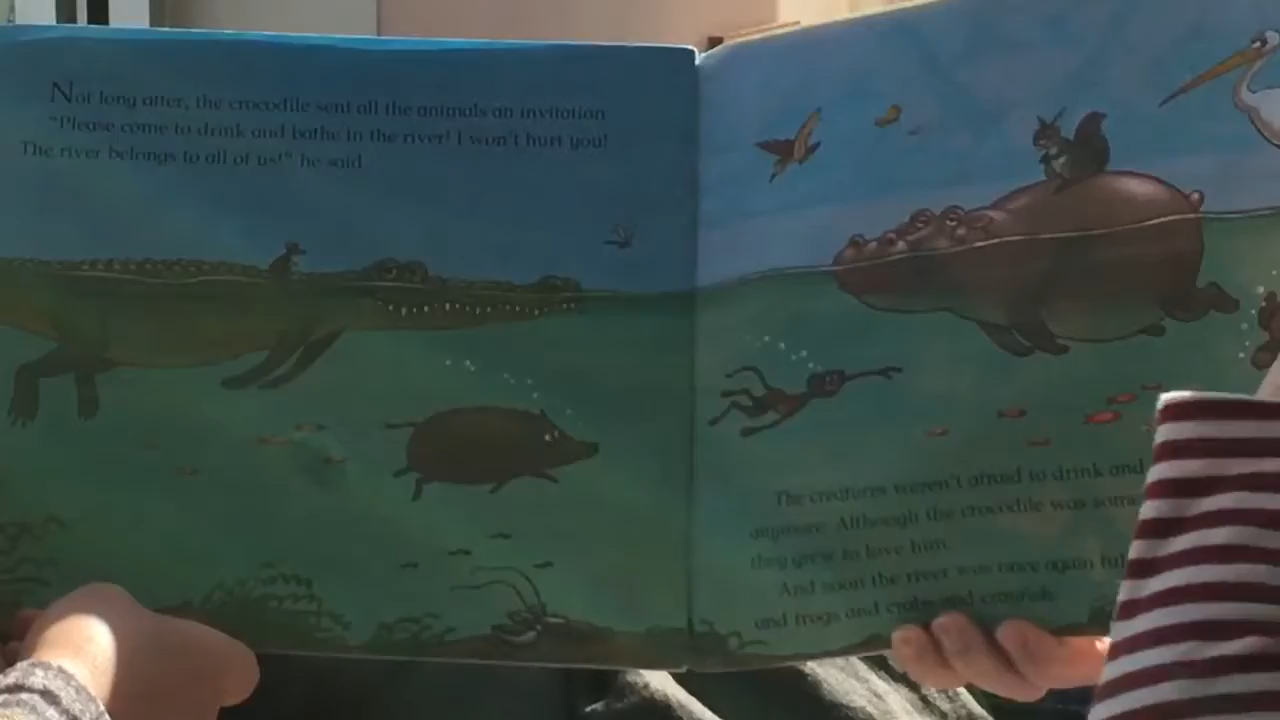 Not long after, the crocodile sent all the animals an invitation
"Please come to drink and bathe in the river! I won't hurt you!
The river belongs to all of us!" he said
The creatures weren't afraid to drink and
anymore. Although the crocodile was
they grew to love him.
And soon the river was once again
and frogs and crabs and crayfish.